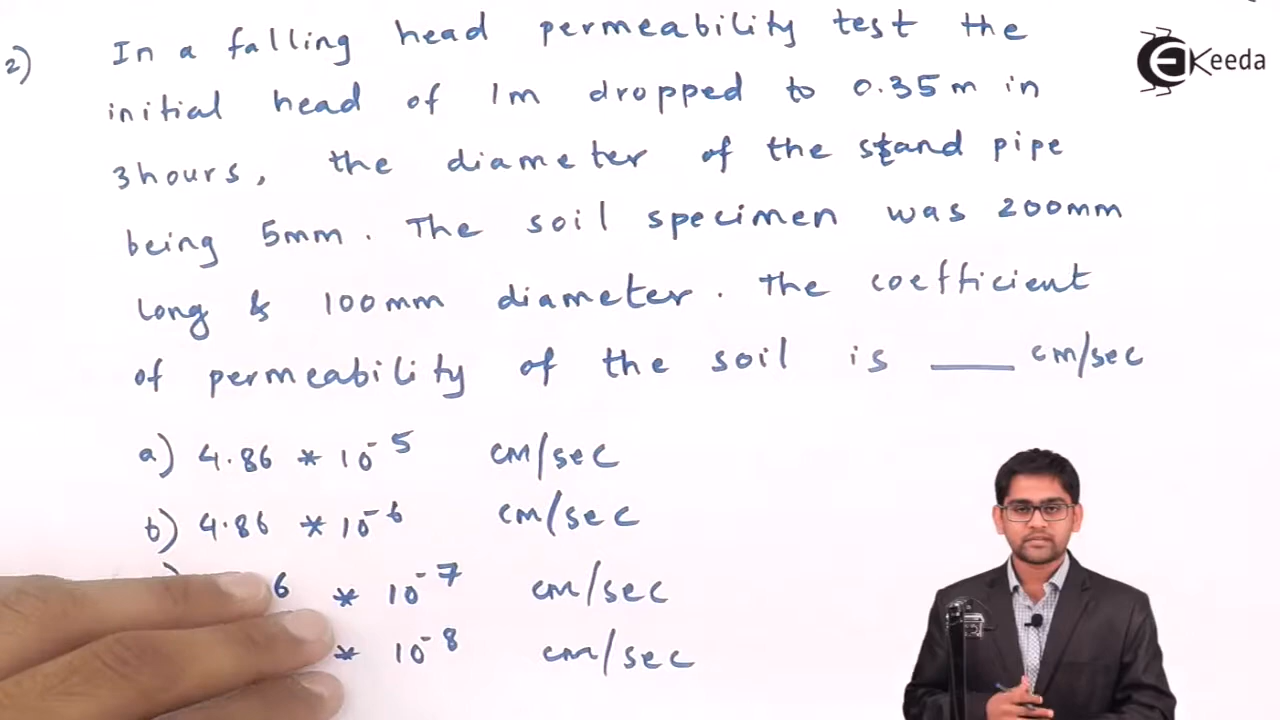 EKeeda
2) In a falling head permeability test the
initial head of 1m dropped to 0.35m in
3hours, the diameter of the stand pipe
being 5mm. The soil specimen was 200mm
long & 100mm diameter. The coefficient
of permeability of the soil is ____ cm/sec
a) 4.86 * 10⁻⁵ cm/sec
b) 4.86 * 10⁻⁶ cm/sec
6 * 10⁻⁷ cm/sec
* 10⁻⁸ cm/sec